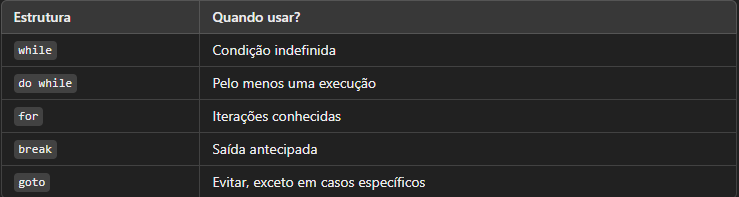 Estrutura Quando usar?
while Condição indefinida
do while Pelo menos uma execução
for Iterações conhecidas
break Saída antecipada
goto Evitar, exceto em casos específicos